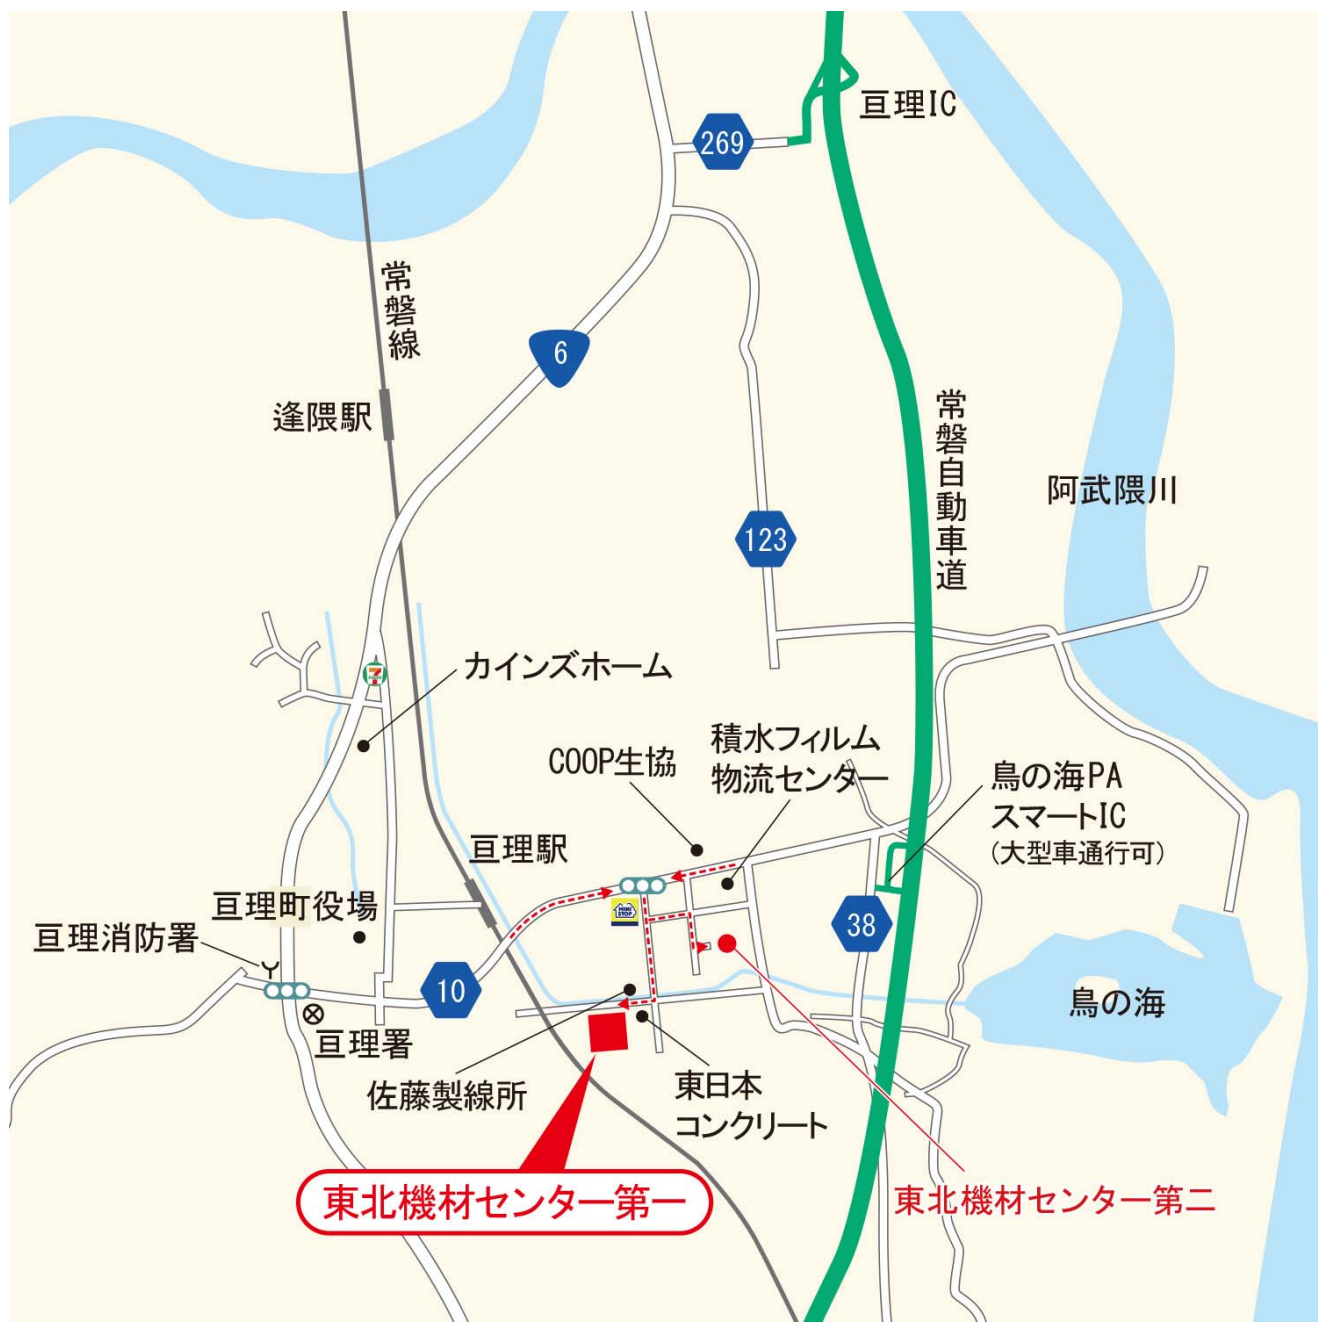 亘理IC
269
常磐線
6
逢隈駅
常磐自動車道
阿武隈川
123
カインズホーム
積水フィルム
物流センター
COOP生協
鳥の海PA
スマートIC
(大型車通行可)
亘理駅
亘理町役場
MINI
STOP
38
亘理消防署
10
鳥の海
亘理署
佐藤製線所
東日本
コンクリート
東北機材センター第一
東北機材センター第二